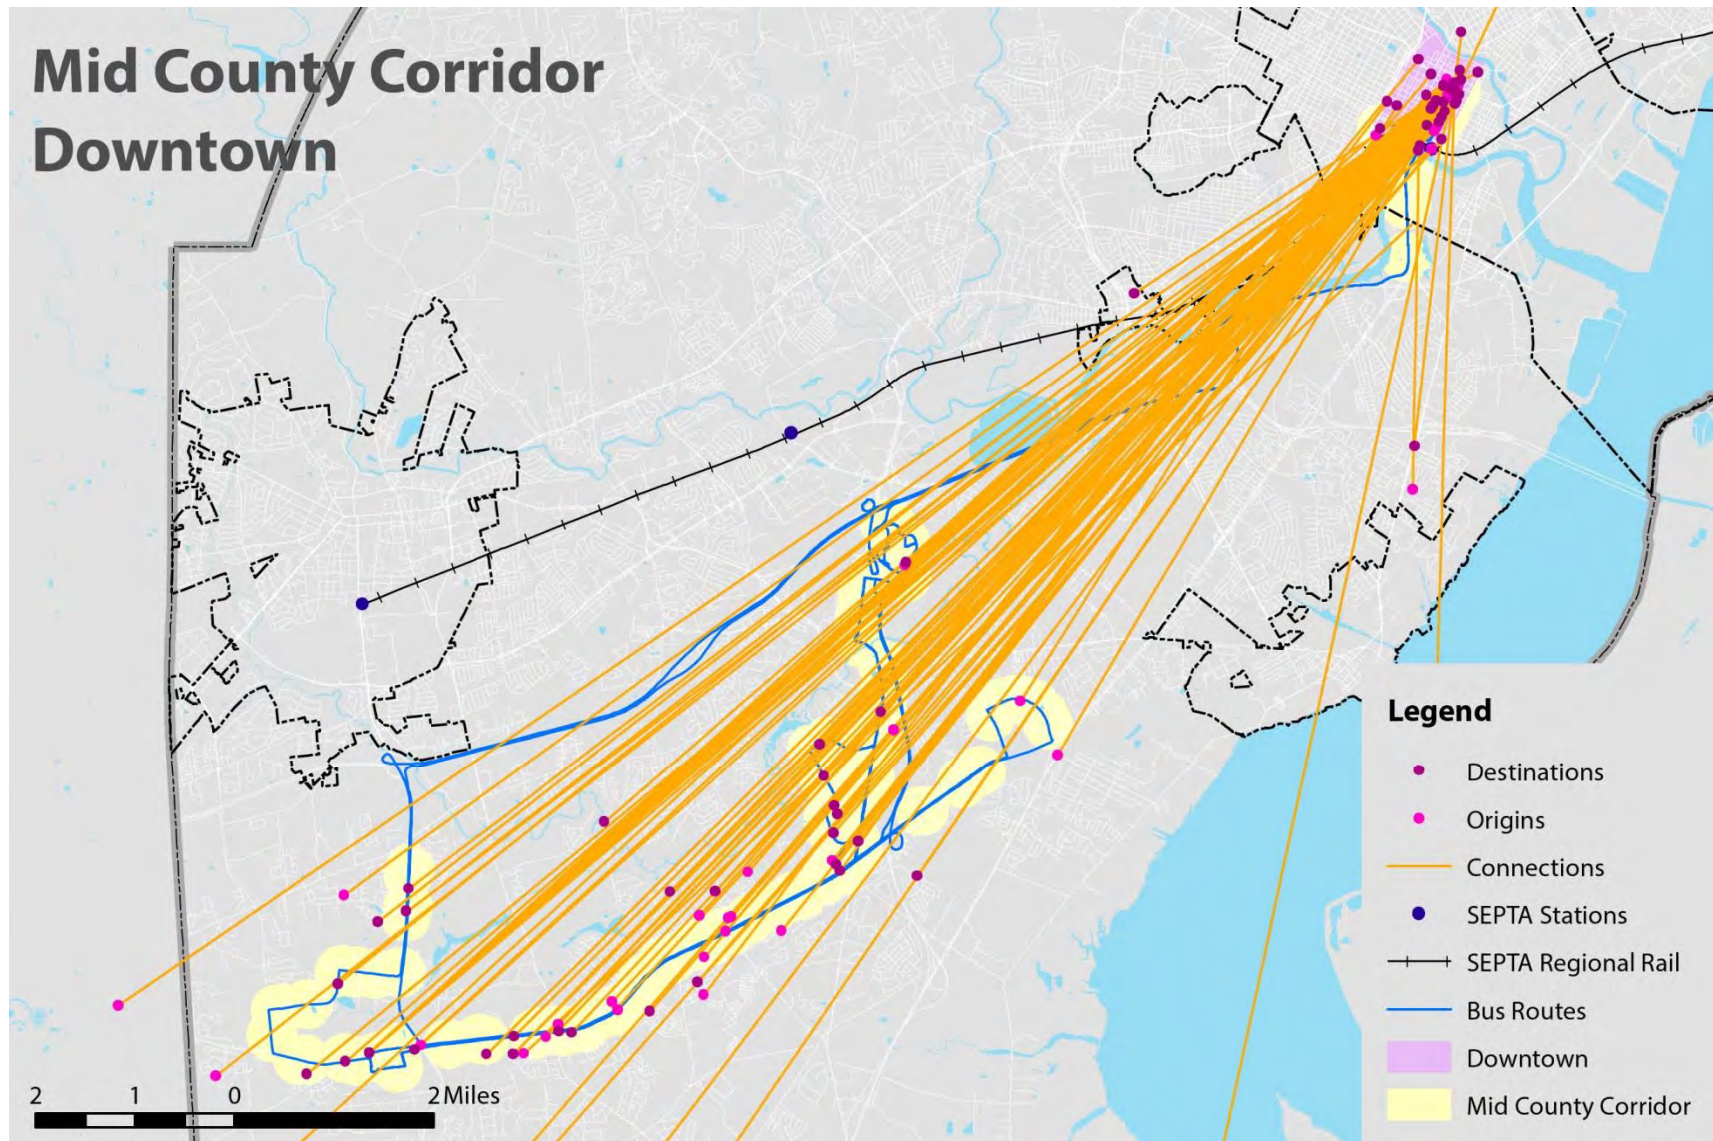 Mid County Corridor
Downtown
Legend
Destinations
Origins
Connections
SEPTA Stations
SEPTA Regional Rail
Bus Routes
Downtown
Mid County Corridor
2 1 0 2 Miles